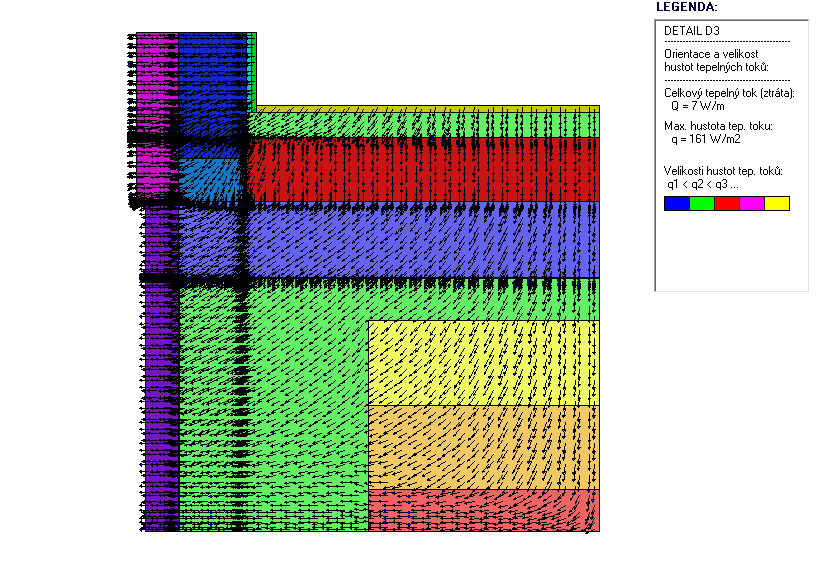 LEGENDA:
DETAIL D3
Orientace a velikost
hustot tepelných toků:
Celkový tepelný tok (ztráta):
Q = 7 W/m
Max. hustota tep. toku:
q = 161 W/m2
Velikosti hustot tep. toků:
q1 < q2 < q3 ...